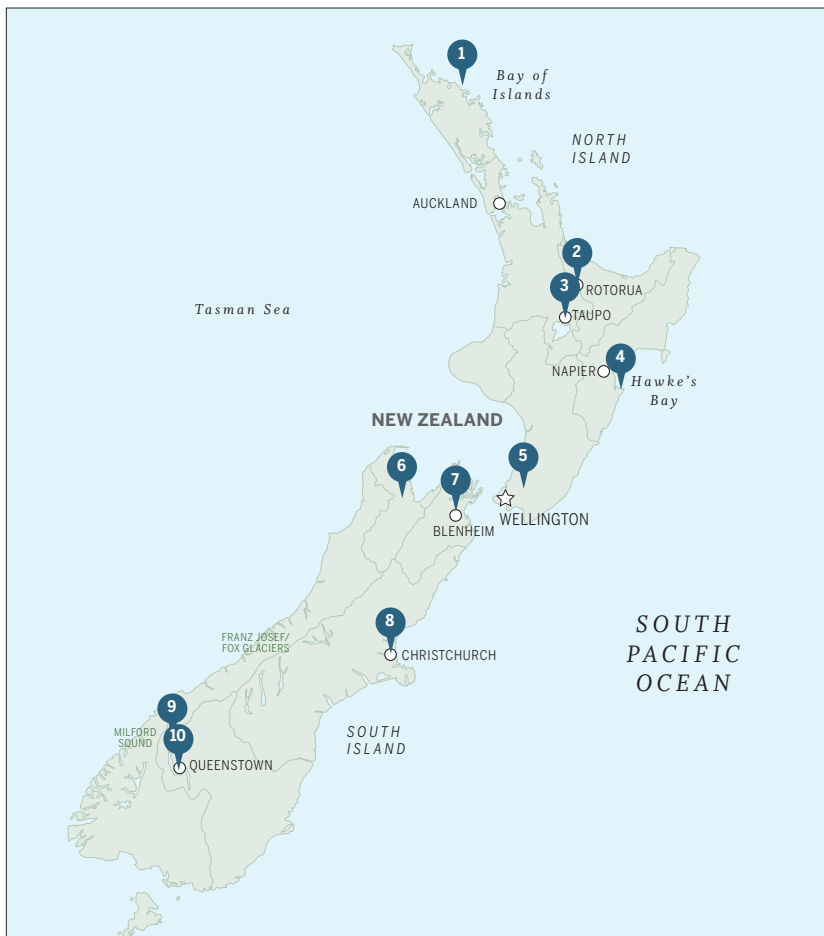 1
Bay of
Islands
NORTH
ISLAND
AUCKLAND
2
3
ROTORUA
Tasman Sea
TAUPO
4
NAPIER
Hawke's
Bay
NEW ZEALAND
5
6
7
WELLINGTON
BLENHEIM
8
SOUTH
PACIFIC
OCEAN
FRANZ JOSEF/
FOX GLACIERS
CHRISTCHURCH
9
MILFORD
SOUND
10
SOUTH
ISLAND
QUEENSTOWN